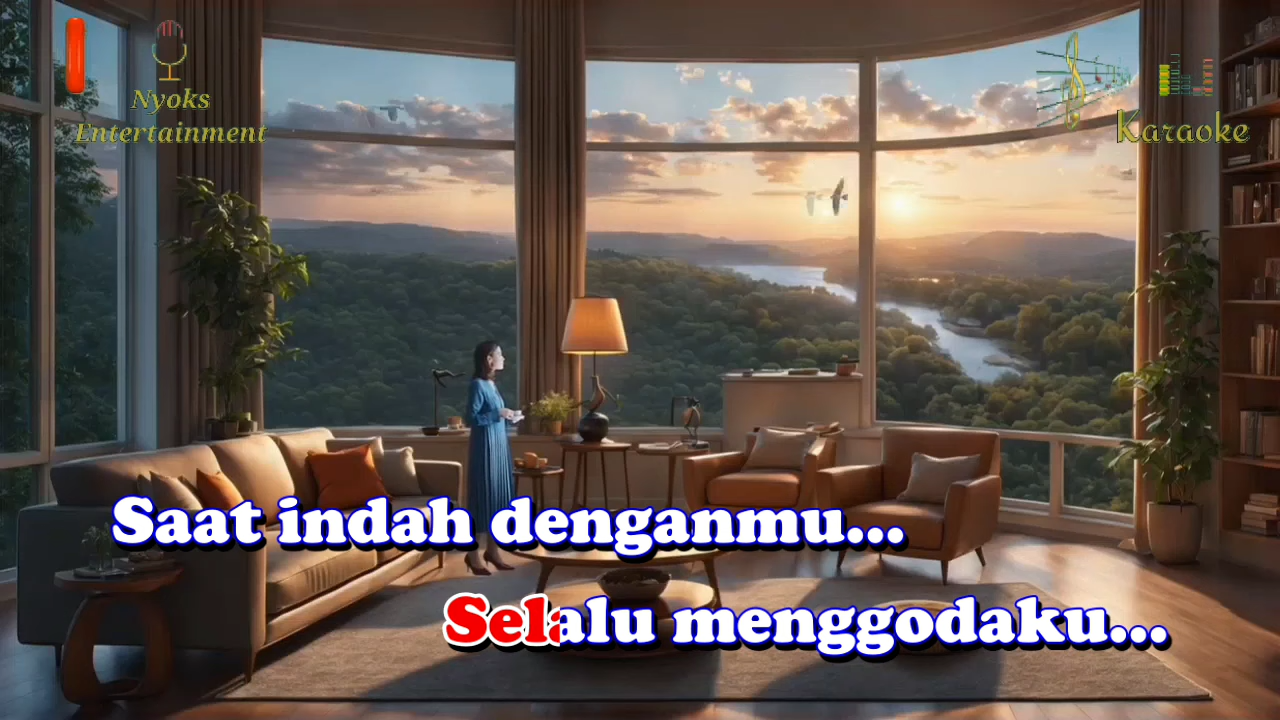 Nyoks
Entertainment
Karaoke
Saat indah denganmu...
Selalu menggodaku...